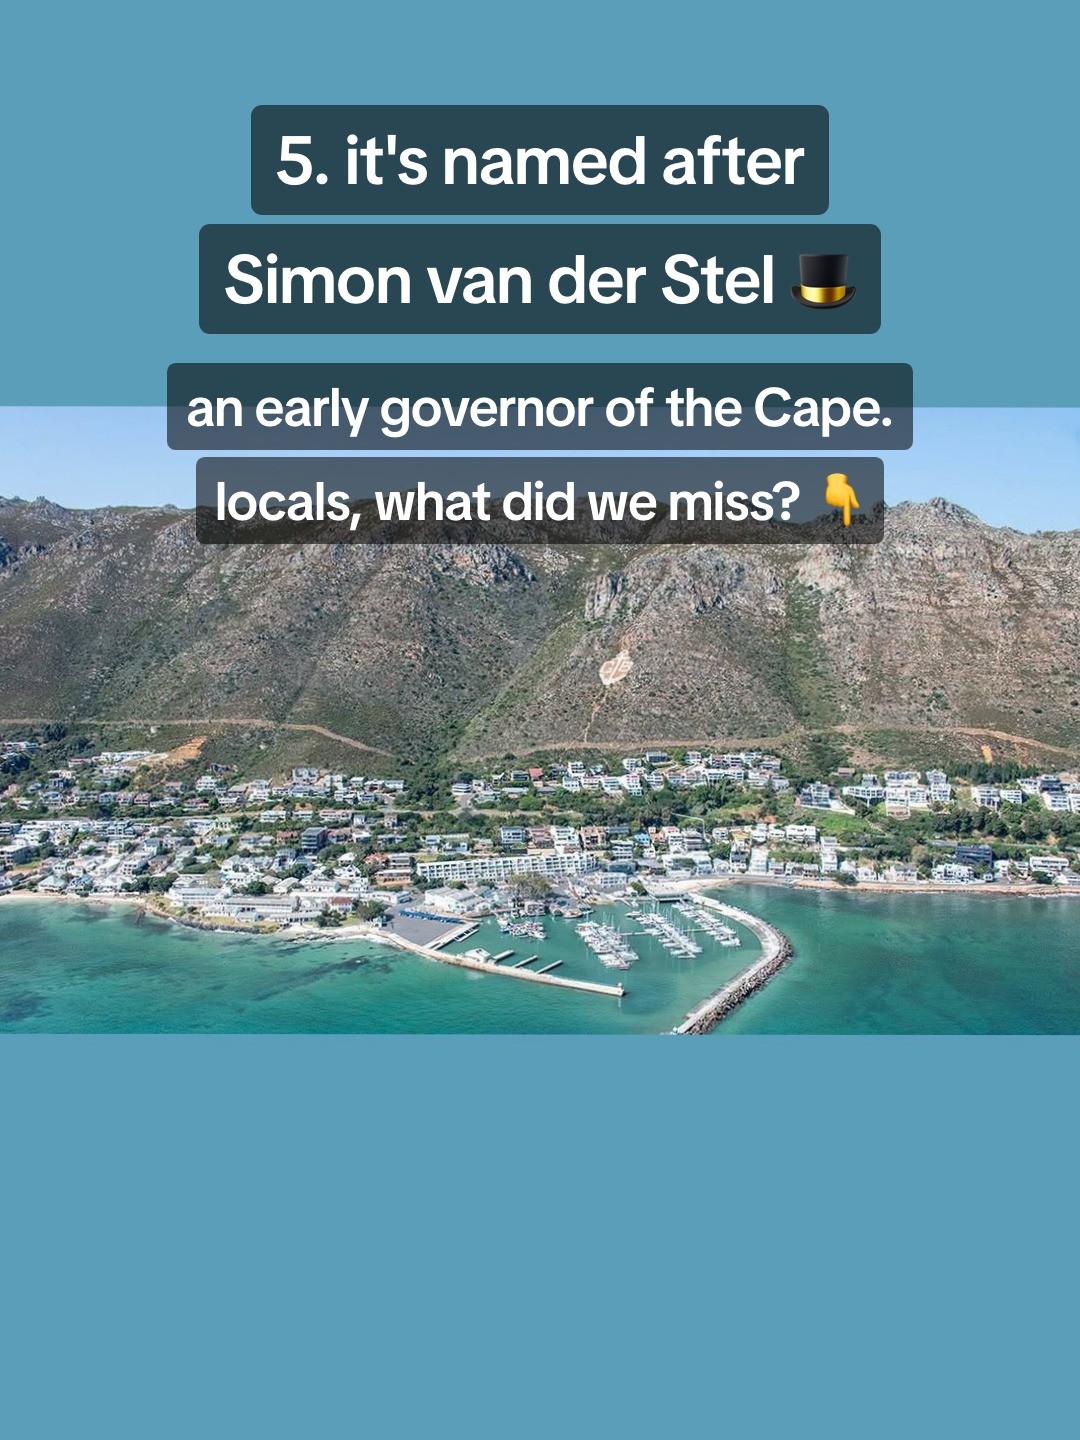 5. it's named after
Simon van der Stel 🎩
an early governor of the Cape.
locals, what did we miss? 👇